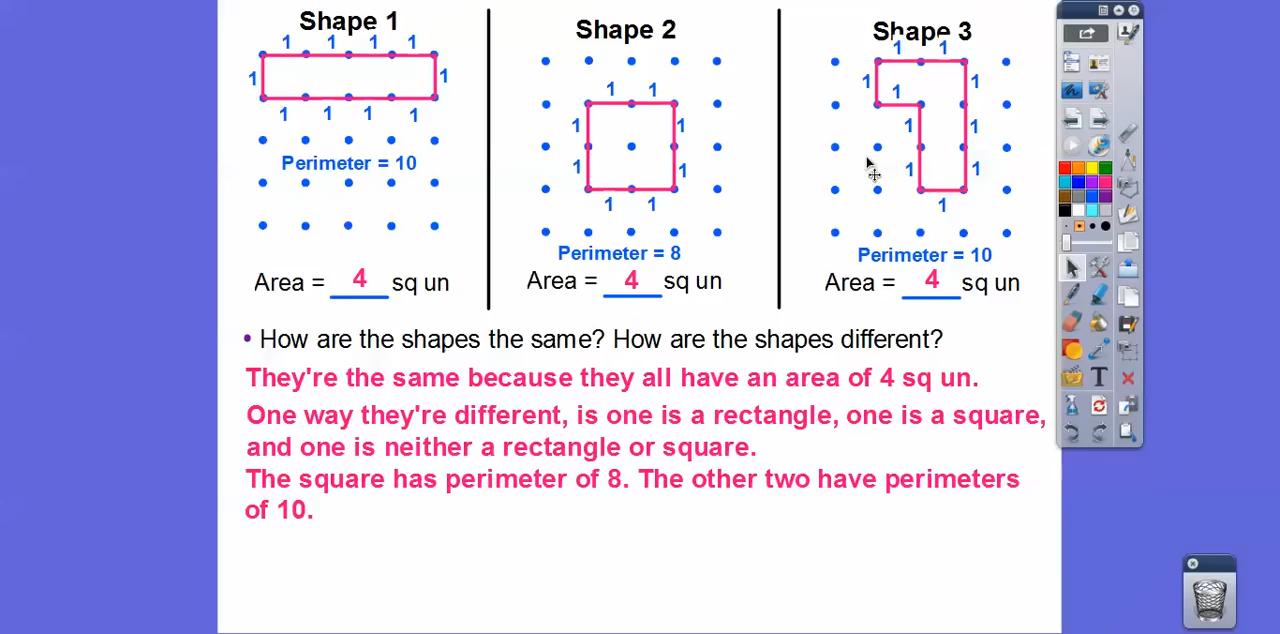 Shape 1
1 1 1 1
1 1
1 1 1 1
Perimeter = 10
Area = 4 sq un
Shape 2
1 1
1 1
1 1
1 1
Perimeter = 8
Area = 4 sq un
Shape 3
1 1
1 1 1
1 1
1 1
1
Perimeter = 10
Area = 4 sq un
• How are the shapes the same? How are the shapes different?
They're the same because they all have an area of 4 sq un.
One way they're different, is one is a rectangle, one is a square,
and one is neither a rectangle or square.
The square has perimeter of 8. The other two have perimeters
of 10.
T